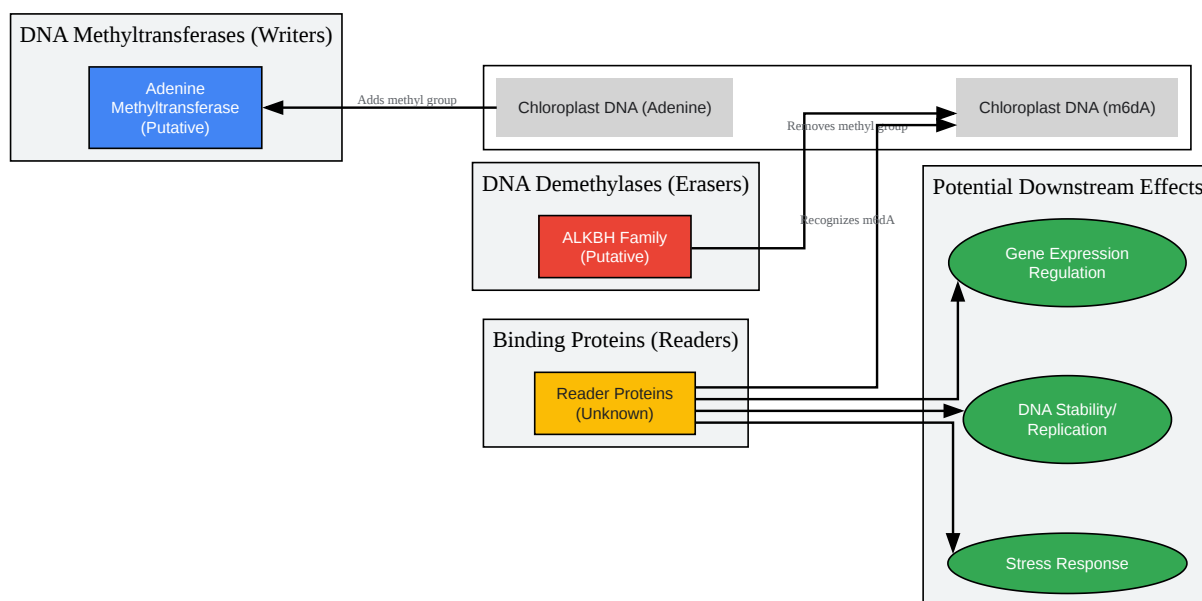 DNA Methyltransferases (Writers)
Adenine
Methyltransferase
(Putative)
Adds methyl group
Chloroplast DNA (Adenine)
Chloroplast DNA (m6dA)
Removes methyl group
DNA Demethylases (Erasers)
ALKBH Family
(Putative)
Recognizes m6dA
Potential Downstream Effects
Gene Expression
Regulation
Binding Proteins (Readers)
Reader Proteins
(Unknown)
DNA Stability/
Replication
Stress Response